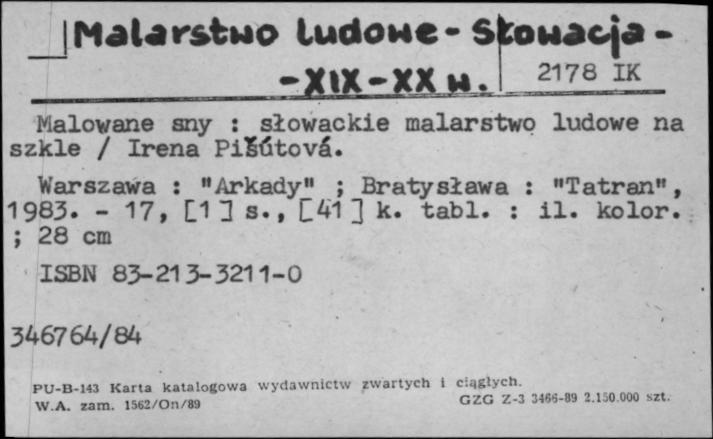 Malarstwo ludowe - Słowacja -
- XIX - XX w.
2178 IK
Malowane sny : słowackie malarstwo ludowe na
szkle / Irena Pišútová.
Warszawa : "Arkady" ; Bratysława : "Tatran",
1983. - 17, [1] s., [41] k. tabl. : il. kolor.
; 28 cm
ISBN 83-213-3211-0
346764/84
PU-B-143 Karta katalogowa wydawnictw zwartych i ciągłych.
W.A. zam. 1562/On/89
GZG Z-3 3466-89 2.150.000 szt.